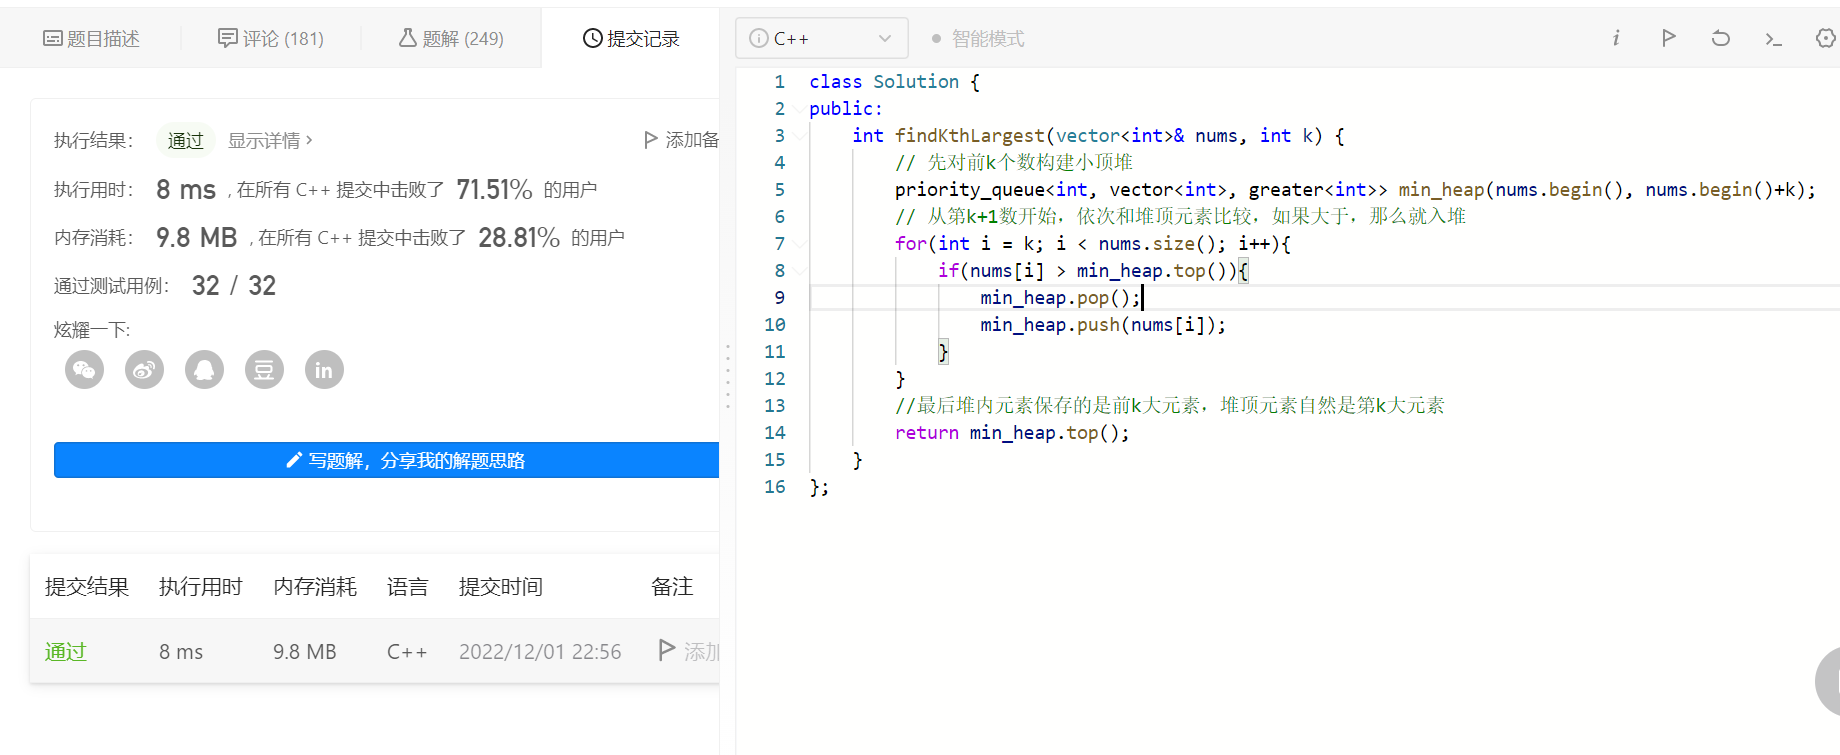 题目描述
评论 (181)
题解 (249)
提交记录
执行结果：
通过
显示详情 ›
添加备
执行用时：
8 ms , 在所有 C++ 提交中击败了 71.51% 的用户
内存消耗：
9.8 MB , 在所有 C++ 提交中击败了 28.81% 的用户
通过测试用例：
32 / 32
炫耀一下:
豆
in
写题解，分享我的解题思路
提交结果 执行用时 内存消耗 语言 提交时间 备注
通过 8 ms 9.8 MB C++ 2022/12/01 22:56 添加
C++
智能模式
1 class Solution {
2 public:
3     int findKthLargest(vector<int>& nums, int k) {
4         // 先对前k个数构建小顶堆
5         priority_queue<int, vector<int>, greater<int>> min_heap(nums.begin(), nums.begin()+k);
6         // 从第k+1数开始，依次和堆顶元素比较，如果大于，那么就入堆
7         for(int i = k; i < nums.size(); i++){
8             if(nums[i] > min_heap.top()){
9                 min_heap.pop();
10                 min_heap.push(nums[i]);
11             }
12         }
13         //最后堆内元素保存的是前k大元素，堆顶元素自然是第k大元素
14         return min_heap.top();
15     }
16 };